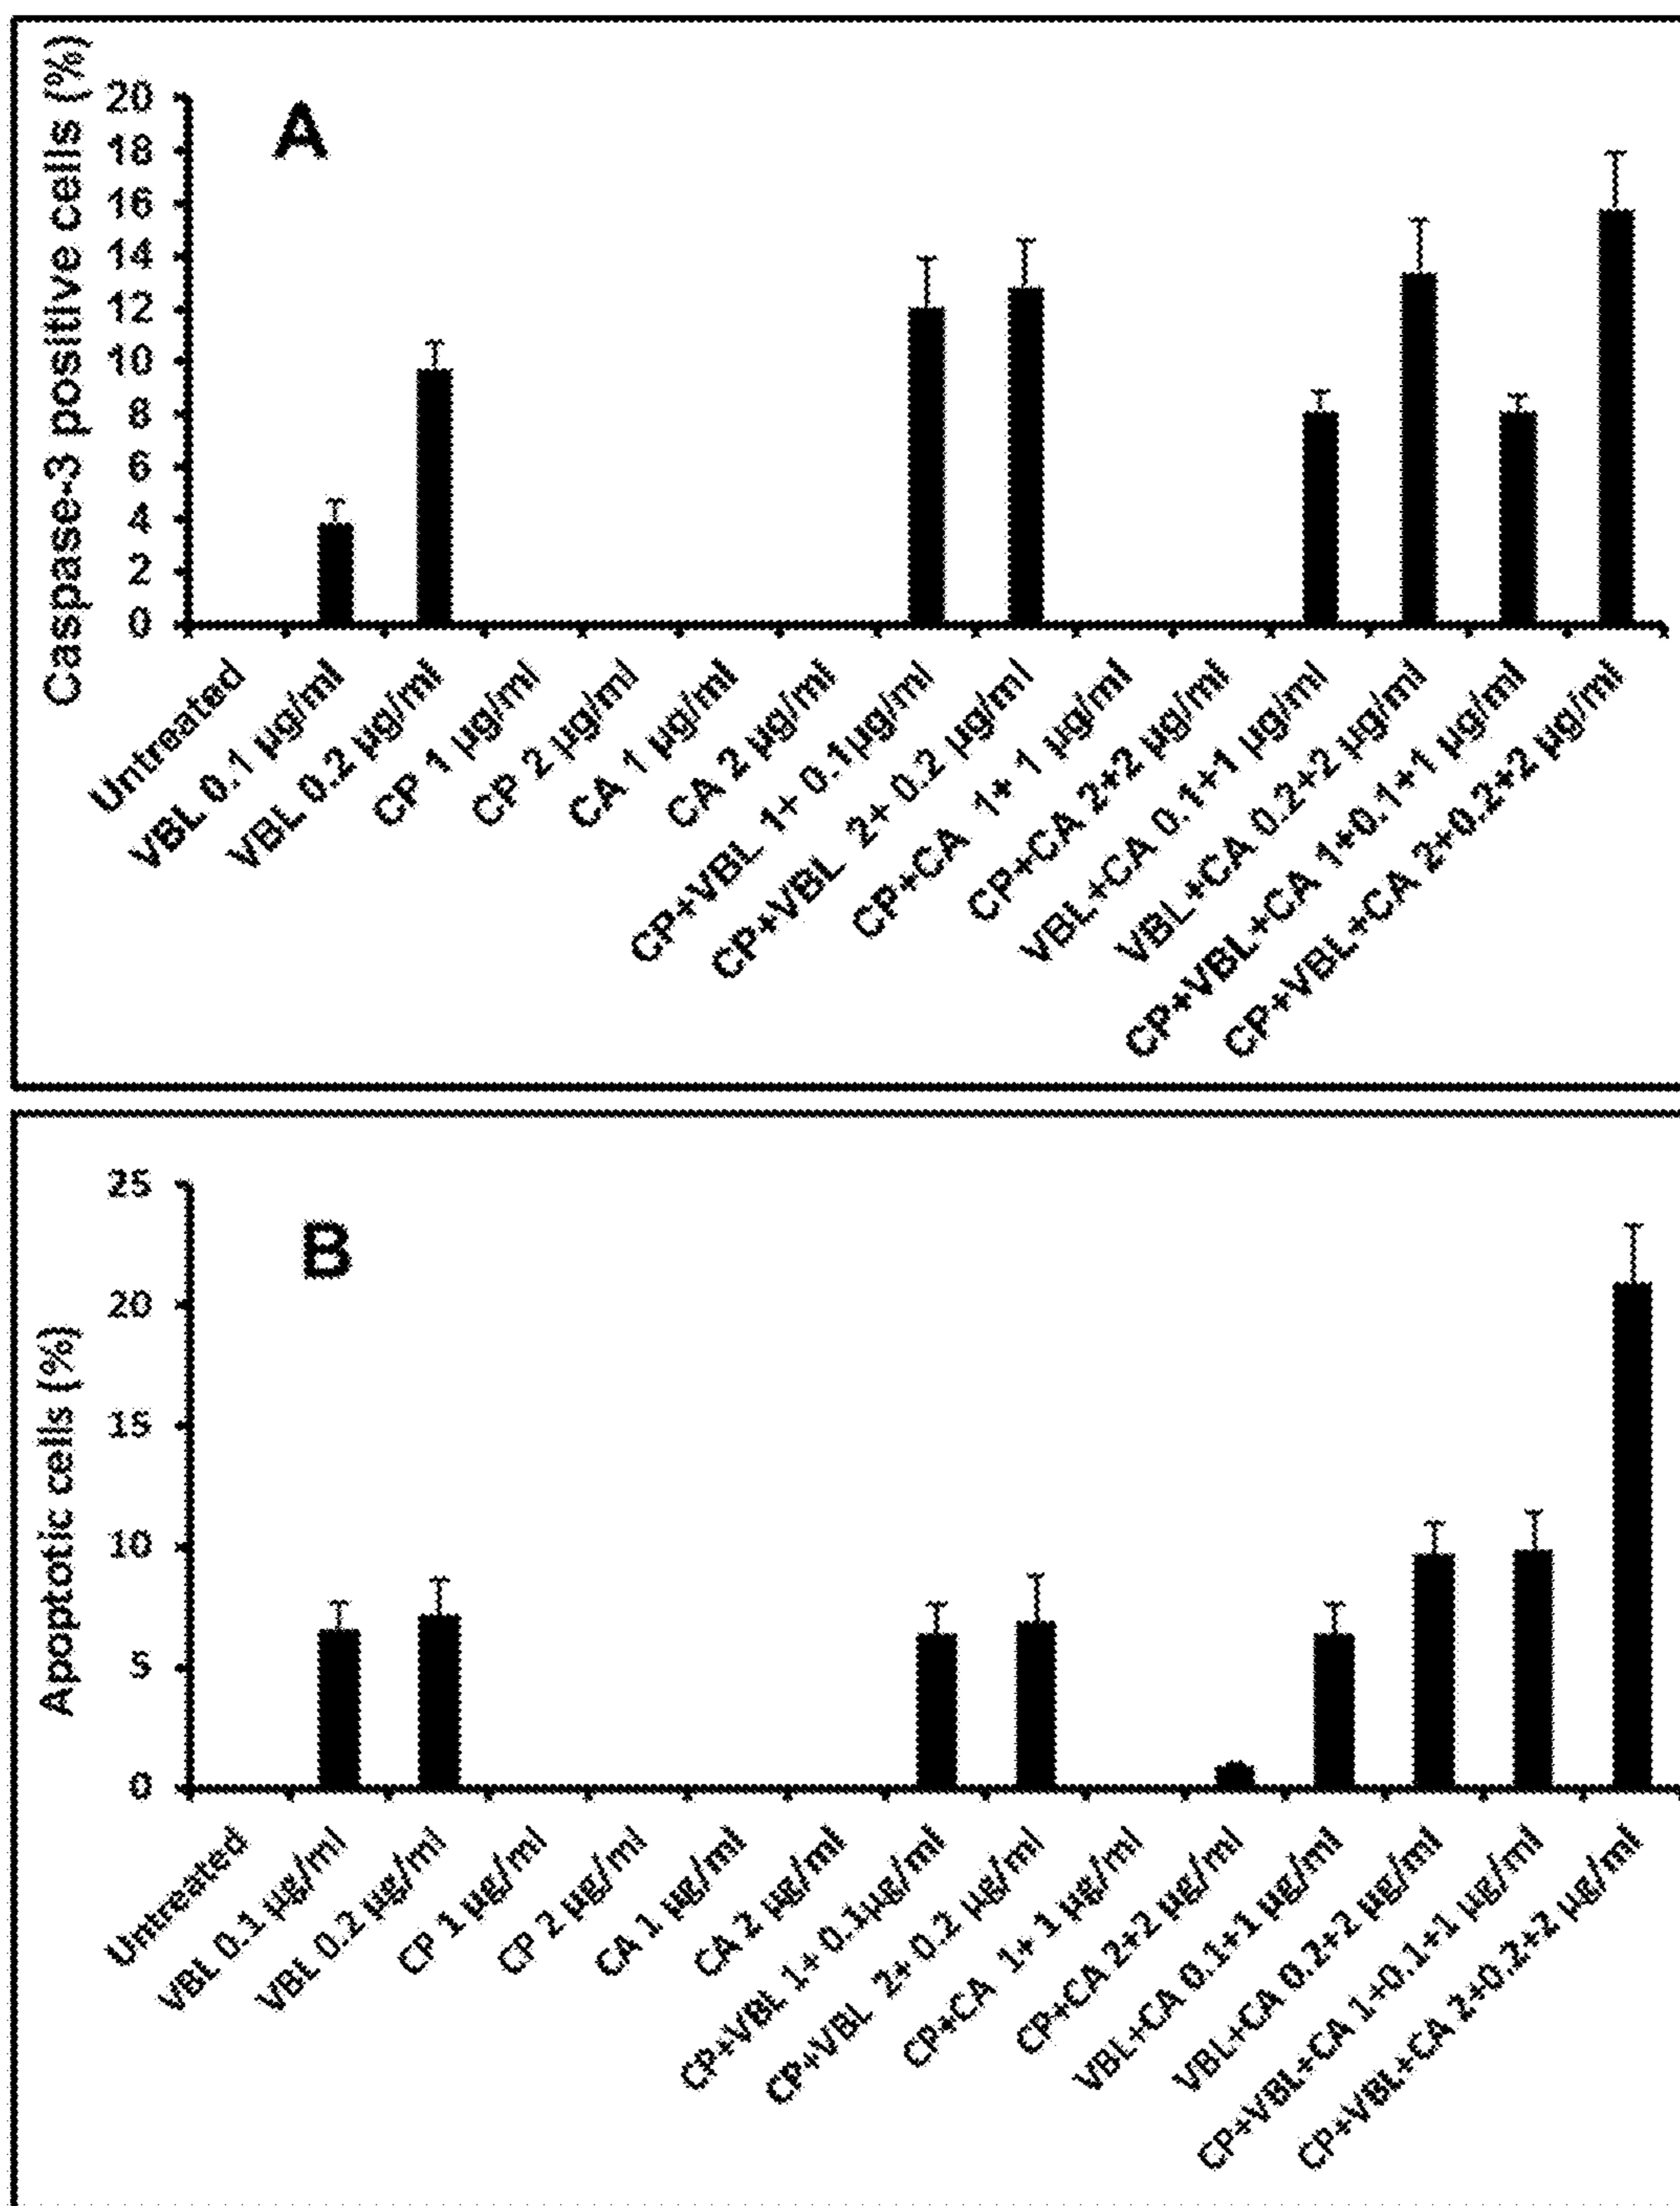 Caspase-3 positive cells (%)
A
20
18
16
14
12
10
8
6
4
2
0
Untreated
VBL 0.1 µg/ml
VBL 0.2 µg/ml
CP 1 µg/ml
CP 2 µg/ml
CA 1 µg/ml
CA 2 µg/ml
CP+VBL 1+ 0.1µg/ml
CP+VBL 2+ 0.2 µg/ml
CP+CA 1+ 1 µg/ml
CP+CA 2+2 µg/ml
VBL+CA 0.1+1 µg/ml
VBL+CA 0.2+2 µg/ml
CP+VBL+CA 1+0.1+1 µg/ml
CP+VBL+CA 2+0.2+2 µg/ml
Apoptotic cells (%)
B
25
20
15
10
5
0
Untreated
VBL 0.1 µg/ml
VBL 0.2 µg/ml
CP 1 µg/ml
CP 2 µg/ml
CA 1 µg/ml
CA 2 µg/ml
CP+VBL 1+ 0.1µg/ml
CP+VBL 2+ 0.2 µg/ml
CP+CA 1+ 1 µg/ml
CP+CA 2+2 µg/ml
VBL+CA 0.1+1 µg/ml
VBL+CA 0.2+2 µg/ml
CP+VBL+CA 1+0.1+1 µg/ml
CP+VBL+CA 2+0.2+2 µg/ml